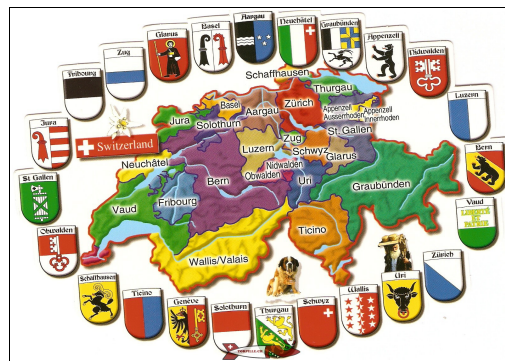 Glarus
Basel
Aargau
Neuchâtel
Graubünden
Appenzell
Nidwalden
Luzern
Bern
Vaud
LIBERTÉ
ET
PATRIE
Zürich
Uri
Wallis
Schwyz
Thurgau
Solothurn
Genève
Ticino
Schaffhausen
Obwalden
St Gallen
Jura
Fribourg
Zug
Switzerland
Schaffhausen
Thurgau
Basel
Aargau
Zürich
Jura
Solothurn
Appenzell
Ausserrhoden
Appenzell
Innerrhoden
St.Gallen
Zug
Luzern
Schwyz
Glarus
Neuchâtel
Nidwalden
Obwalden
Bern
Uri
Graubünden
Vaud
Fribourg
Ticino
Wallis/Valais